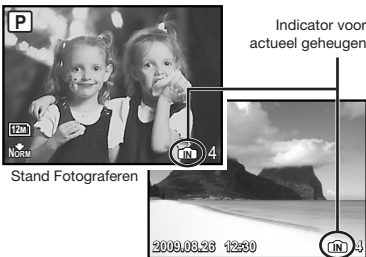 P
Indicator voor
actueel geheugen
12M
NORM
IN 4
Stand Fotograferen
2009.08.26 12:30
IN 4